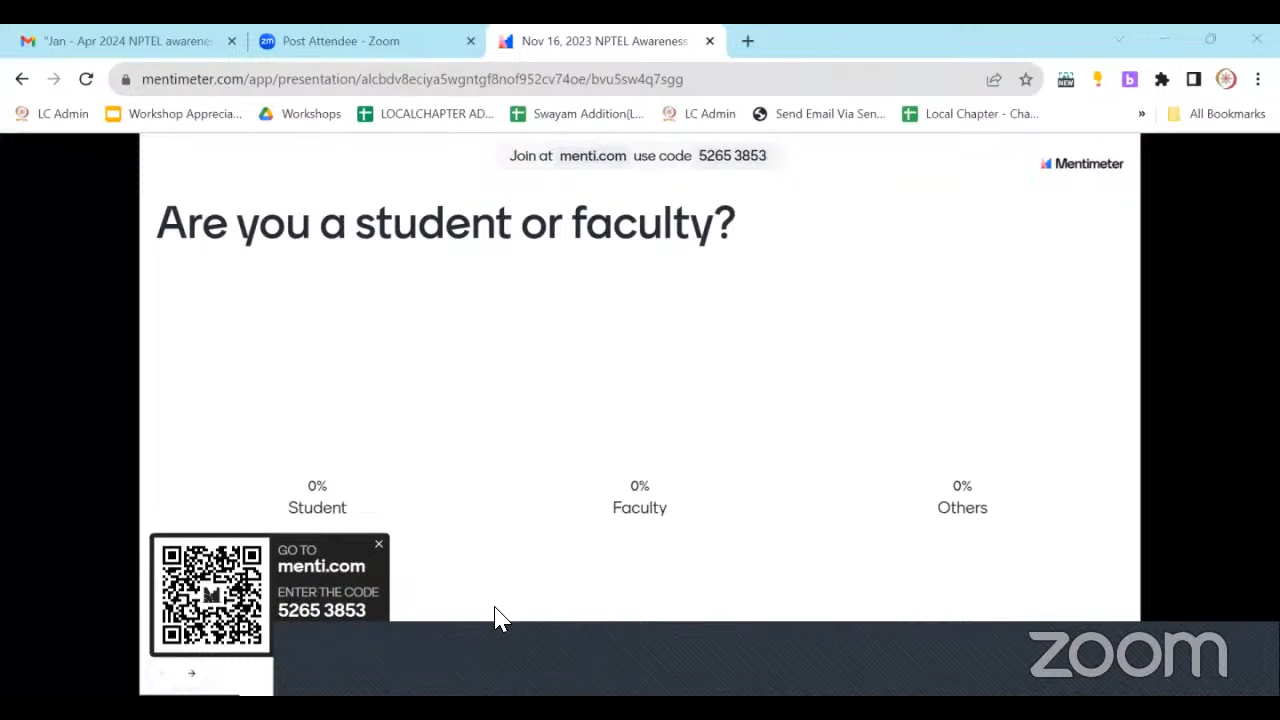 "Jan - Apr 2024 NPTEL awarene
Post Attendee - Zoom
Nov 16, 2023 NPTEL Awareness
mentimeter.com/app/presentation/alcbdv8eciya5wgntgf8nof952cv74oe/bvu5sw4q7sgg
LC Admin
Workshop Apprecia...
Workshops
LOCALCHAPTER AD...
Swayam Addition(L...
LC Admin
Send Email Via Sen...
Local Chapter - Cha...
»
All Bookmarks
Join at menti.com use code 5265 3853
Mentimeter
Are you a student or faculty?
0%
Student
0%
Faculty
0%
Others
GO TO
menti.com
ENTER THE CODE
5265 3853
zoom